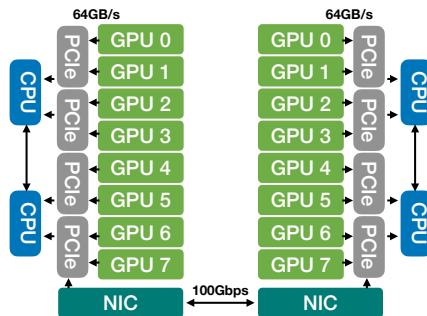 64GB/s
64GB/s
PCIe
GPU 0
GPU 0
PCIe
GPU 1
GPU 1
CPU
CPU
PCIe
GPU 2
GPU 2
PCIe
GPU 3
GPU 3
PCIe
GPU 4
GPU 4
PCIe
CPU
GPU 5
GPU 5
CPU
PCIe
GPU 6
GPU 6
PCIe
GPU 7
GPU 7
NIC
100Gbps
NIC